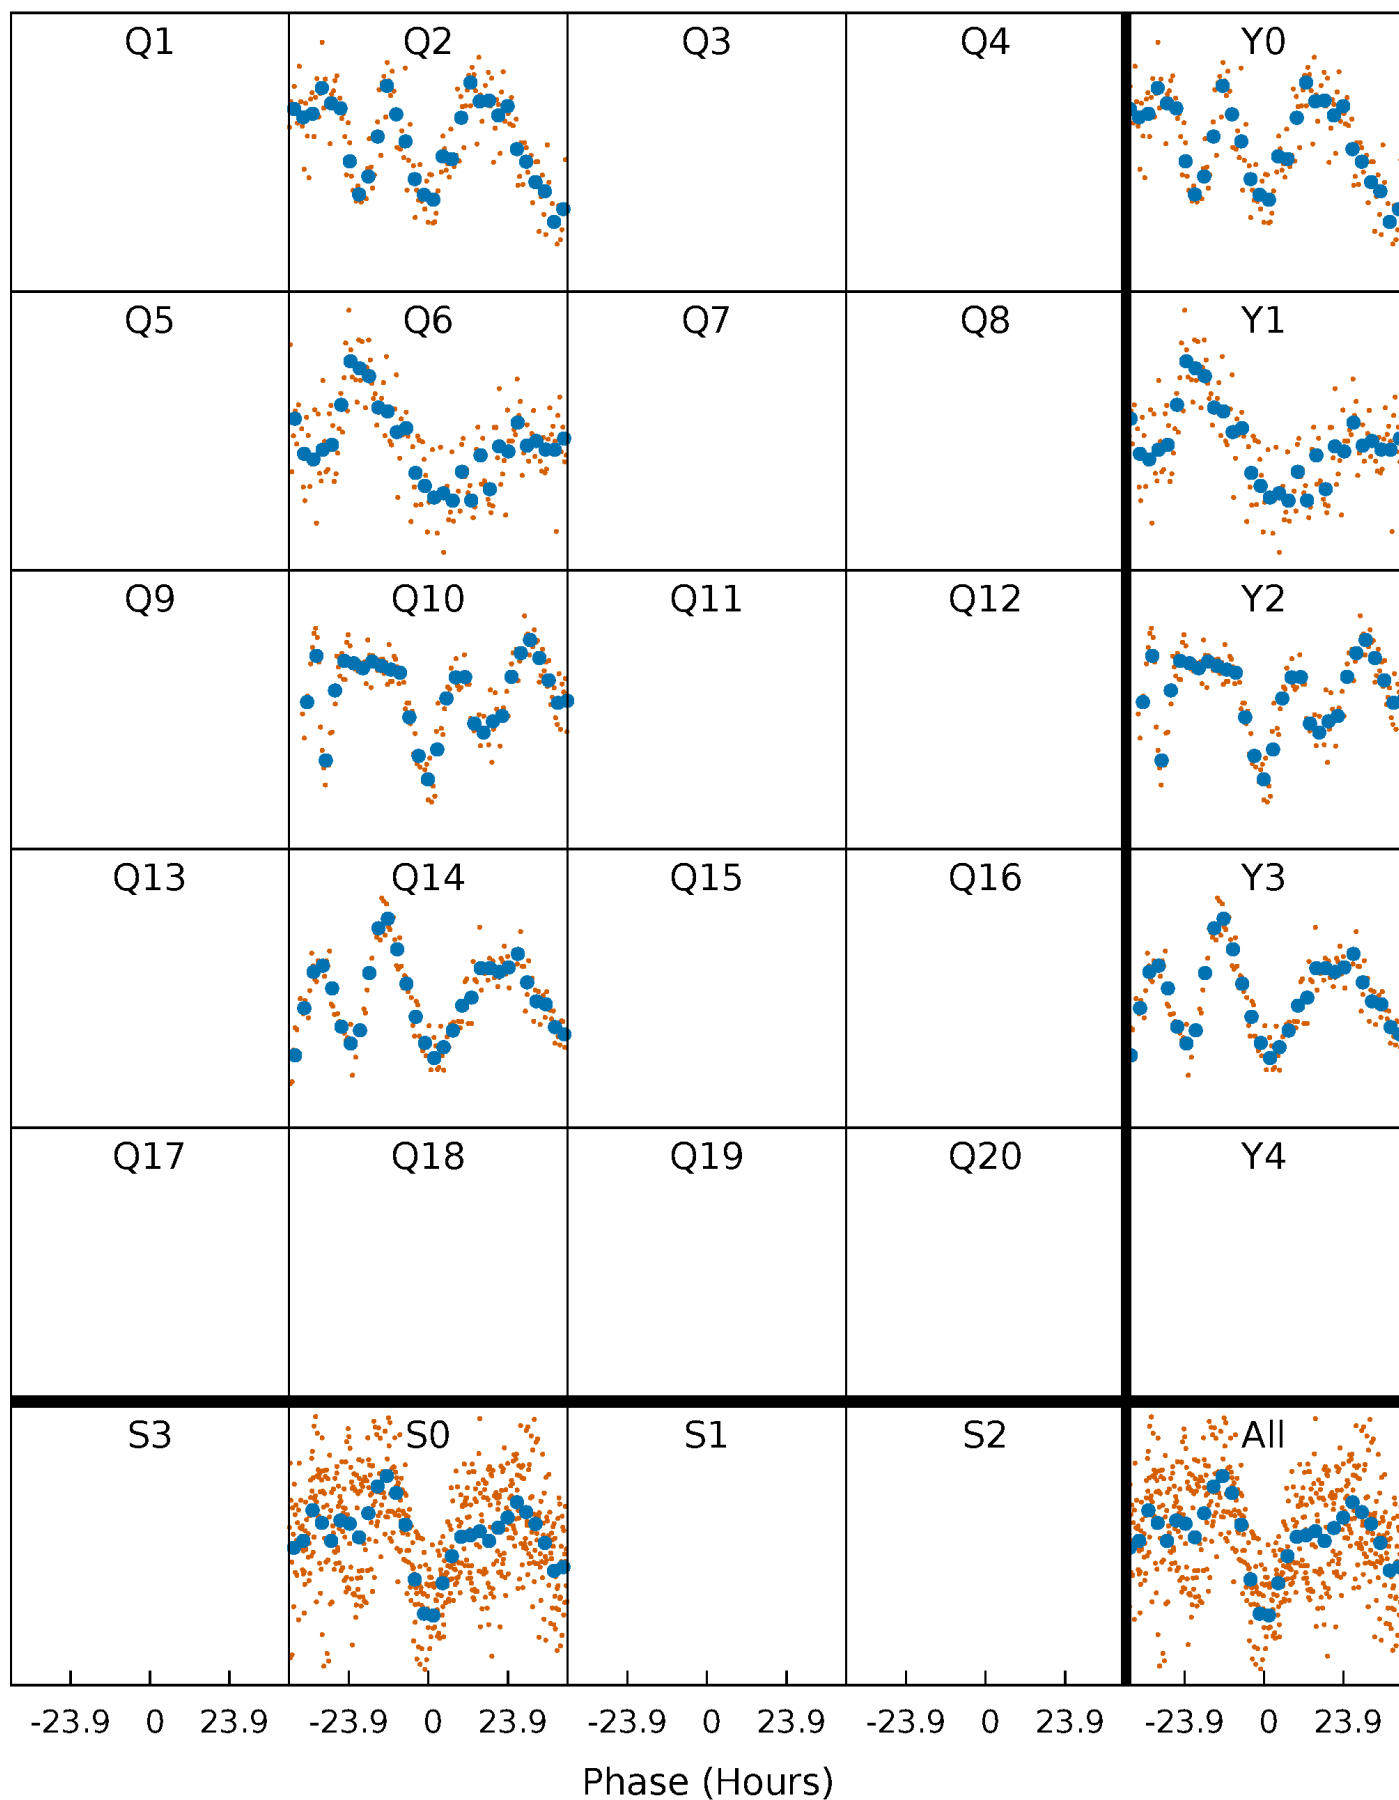 Q1 Q2 Q3 Q4 Y0
Q5 Q6 Q7 Q8 Y1
Q9 Q10 Q11 Q12 Y2
Q13 Q14 Q15 Q16 Y3
Q17 Q18 Q19 Q20 Y4
S3 S0 S1 S2 All
-23.9 0 23.9 -23.9 0 23.9 -23.9 0 23.9 -23.9 0 23.9 -23.9 0 23.9
Phase (Hours)